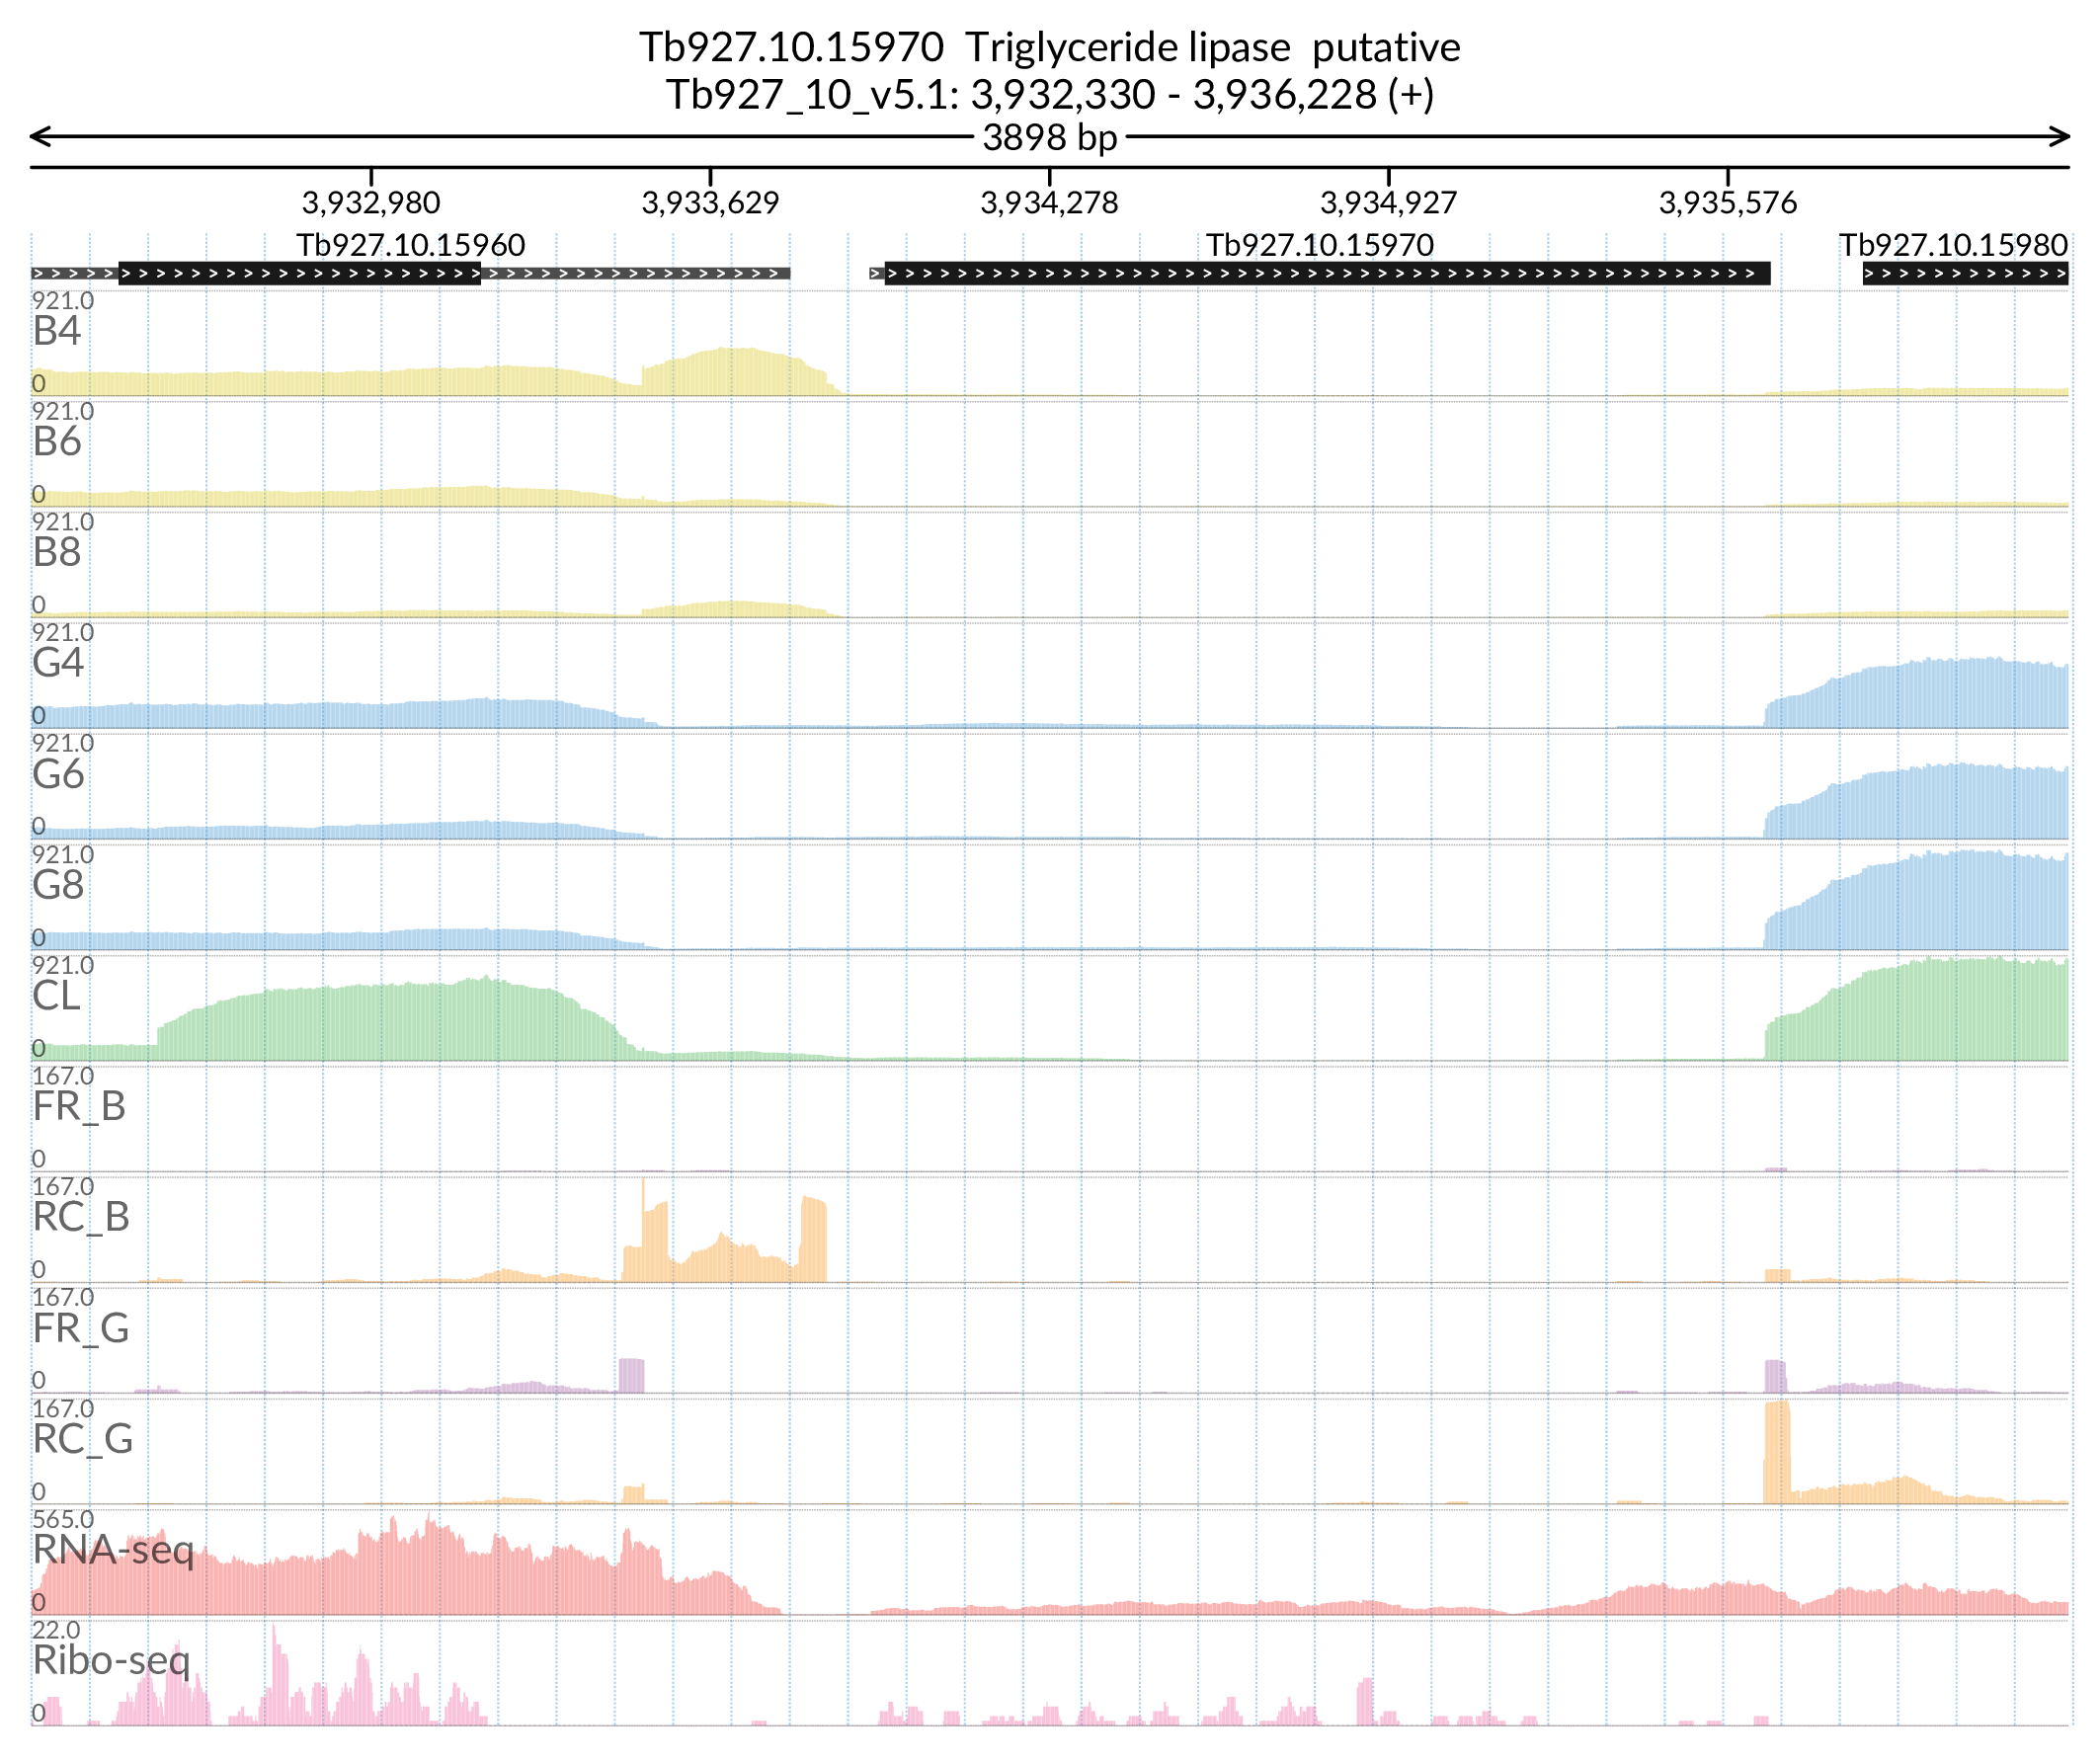 Tb927.10.15970  Triglyceride lipase  putative
Tb927_10_v5.1: 3,932,330 - 3,936,228 (+)
3898 bp
3,932,980 3,933,629 3,934,278 3,934,927 3,935,576
Tb927.10.15960 Tb927.10.15970 Tb927.10.15980
921.0
B4
0
921.0
B6
0
921.0
B8
0
921.0
G4
0
921.0
G6
0
921.0
G8
0
921.0
CL
0
167.0
FR_B
0
167.0
RC_B
0
167.0
FR_G
0
167.0
RC_G
0
565.0
RNA-seq
0
22.0
Ribo-seq
0